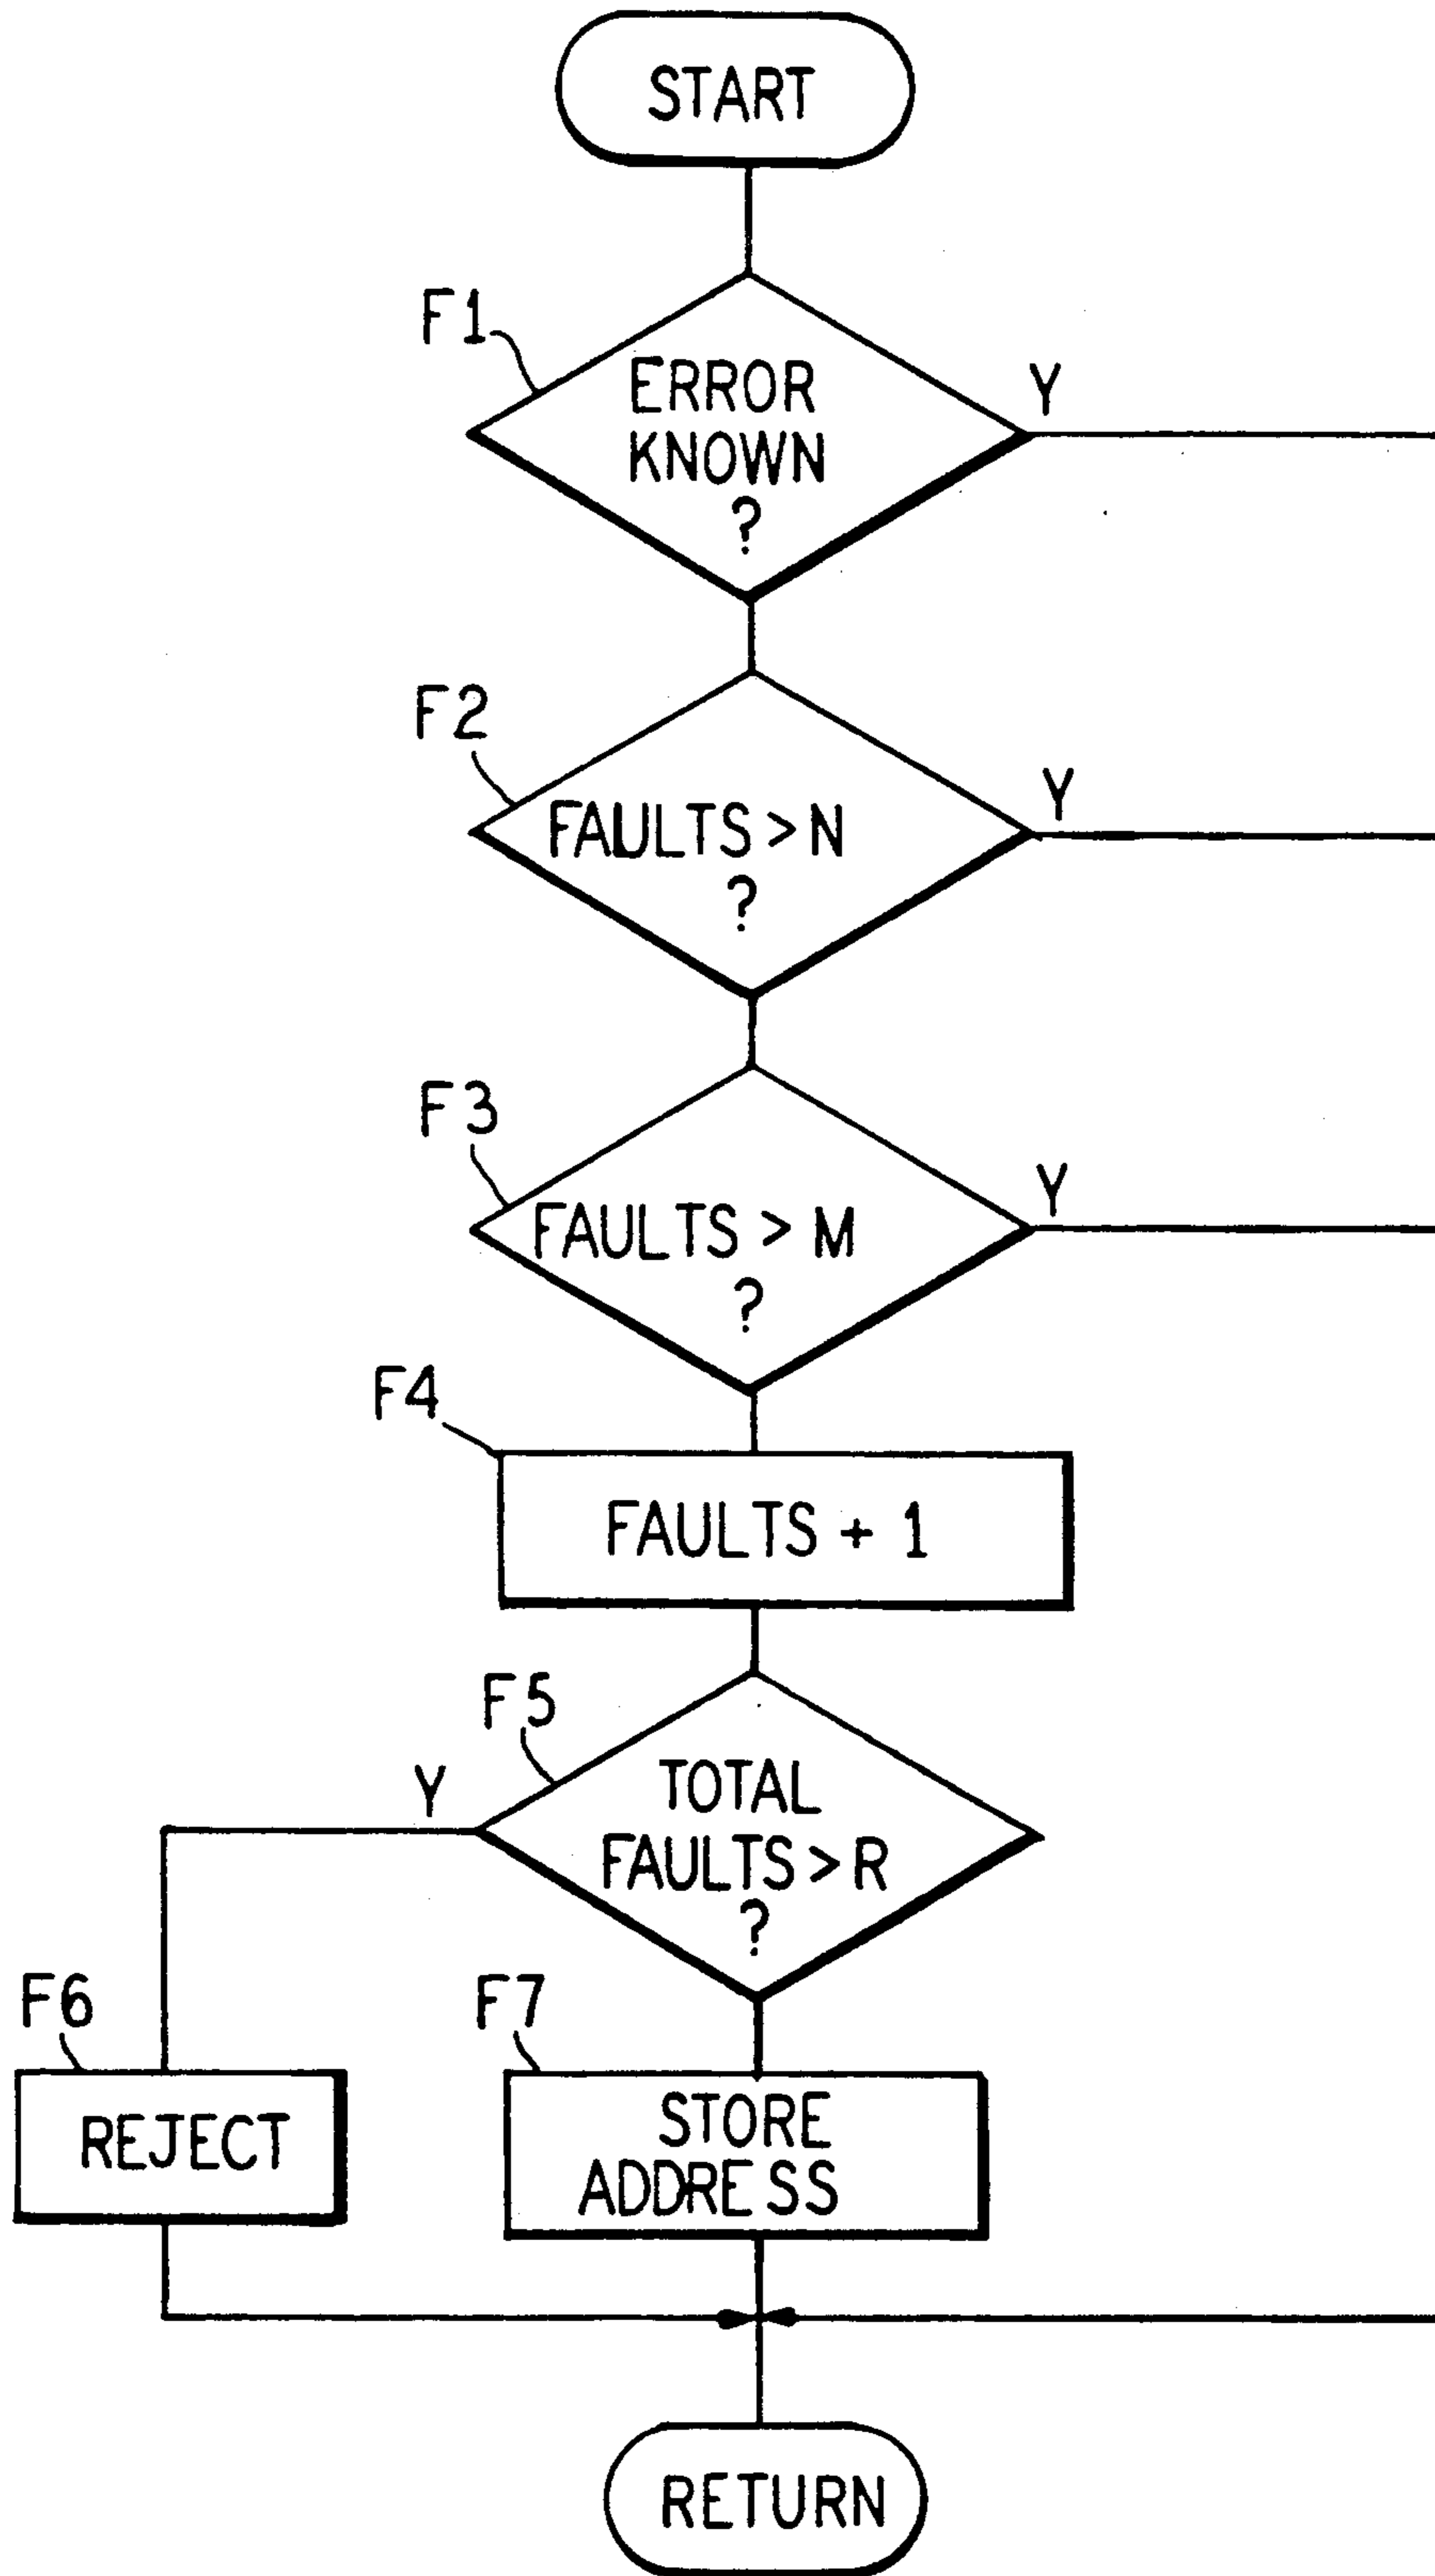 START
F1
ERROR
KNOWN
?
Y
F2
FAULTS > N
?
Y
F3
FAULTS > M
?
Y
F4
FAULTS + 1
F5
TOTAL
FAULTS > R
?
Y
F6
REJECT
F7
STORE
ADDRESS
RETURN